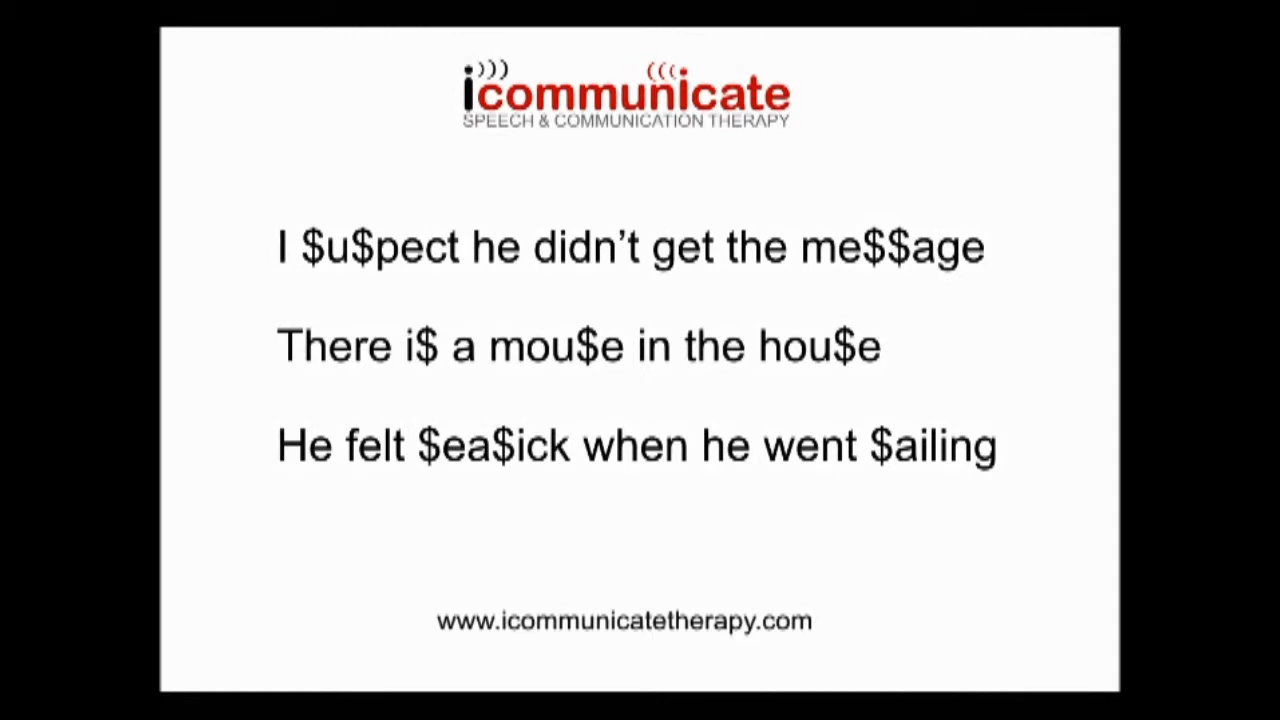 icommunicate
SPEECH & COMMUNICATION THERAPY
I $u$pect he didn’t get the me$$age
There i$ a mou$e in the hou$e
He felt $ea$ick when he went $ailing
www.icommunicatetherapy.com